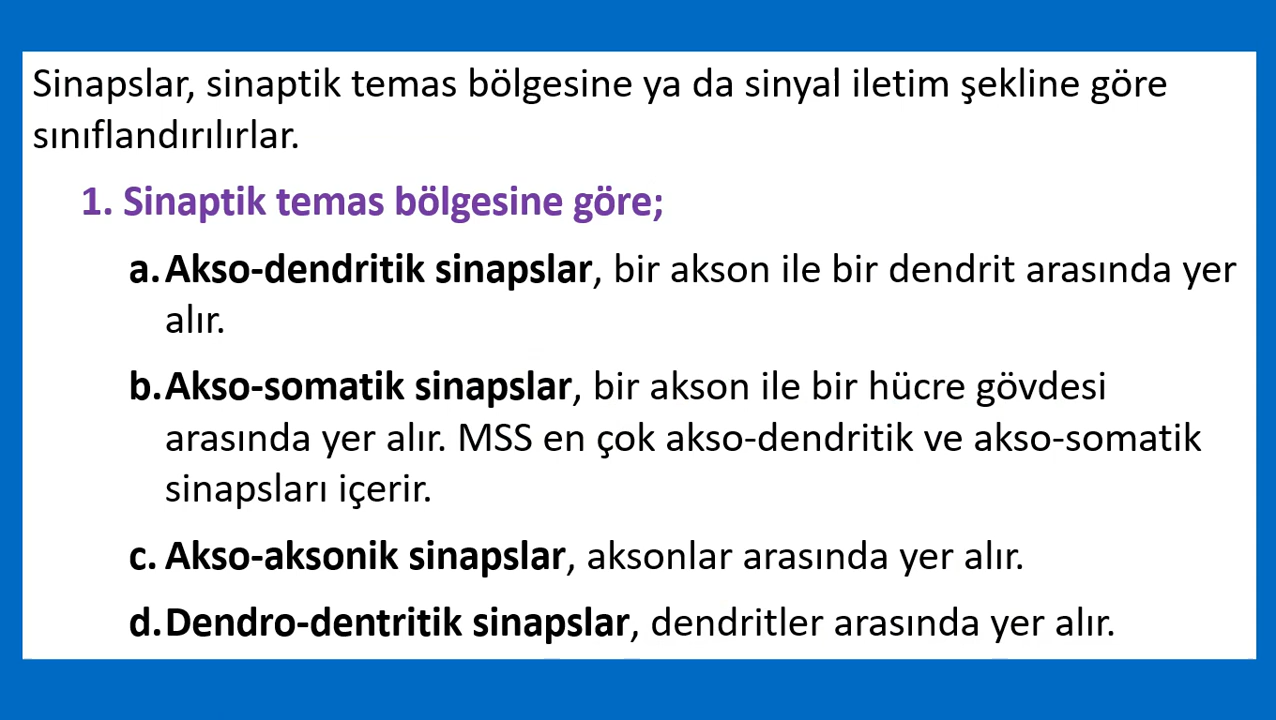 Sinapslar, sinaptik temas bölgesine ya da sinyal iletim şekline göre
sınıflandırılırlar.
1. Sinaptik temas bölgesine göre;
a. Akso-dendritik sinapslar, bir akson ile bir dendrit arasında yer
alır.
b. Akso-somatik sinapslar, bir akson ile bir hücre gövdesi
arasında yer alır. MSS en çok akso-dendritik ve akso-somatik
sinapsları içerir.
c. Akso-aksonik sinapslar, aksonlar arasında yer alır.
d. Dendro-dentritik sinapslar, dendritler arasında yer alır.